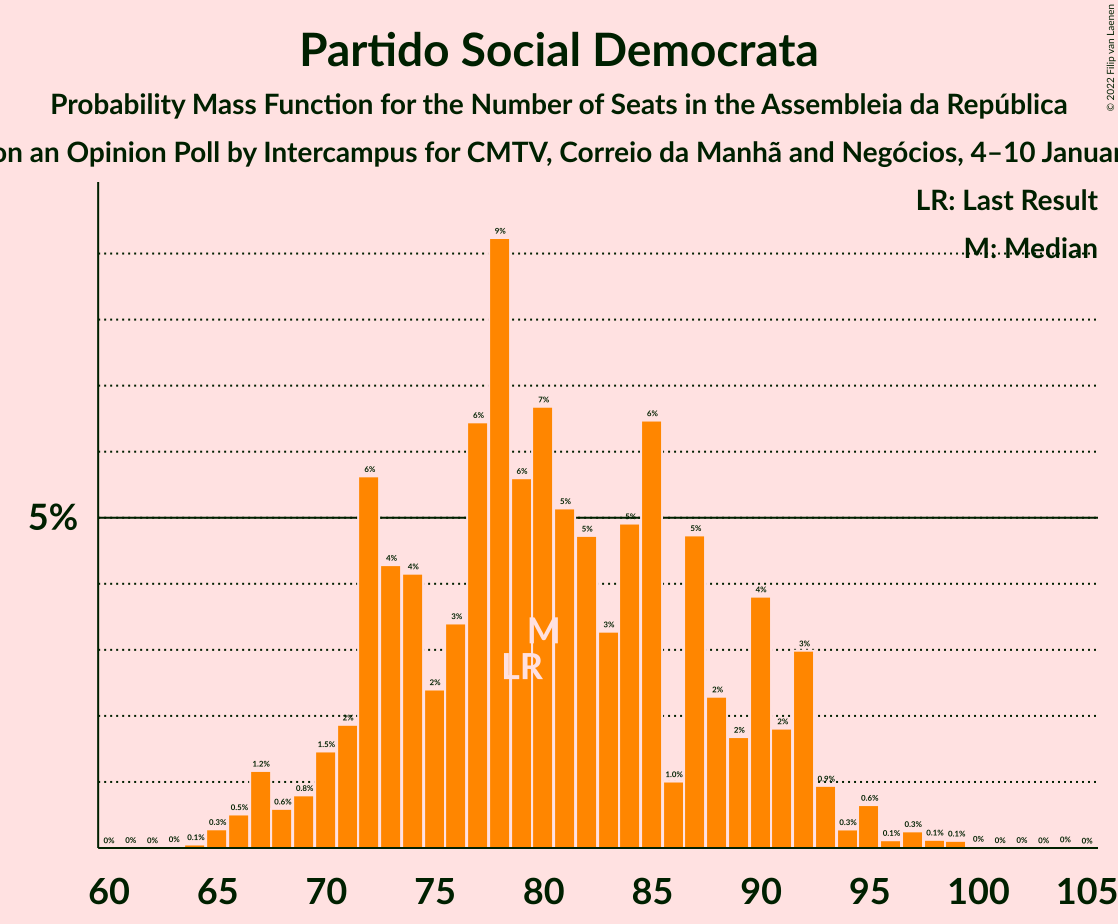 Partido Social Democrata
Probability Mass Function for the Number of Seats in the Assembleia da República
on an Opinion Poll by Intercampus for CMTV, Correio da Manhã and Negócios, 4–10 Januar
© 2022 Filip van Laenen
LR: Last Result
M: Median
5%
0% 0% 0% 0% 0.1% 0.3% 0.5% 1.2% 0.6% 0.8% 1.5% 2% 6% 4% 4% 2% 3% 6% 9% 6% 7% 5% 5% 3% 5% 6% 1.0% 5% 2% 2% 4% 2% 3% 0.9% 0.3% 0.6% 0.1% 0.3% 0.1% 0.1% 0% 0% 0% 0% 0% 0%
M
LR
60 65 70 75 80 85 90 95 100 105